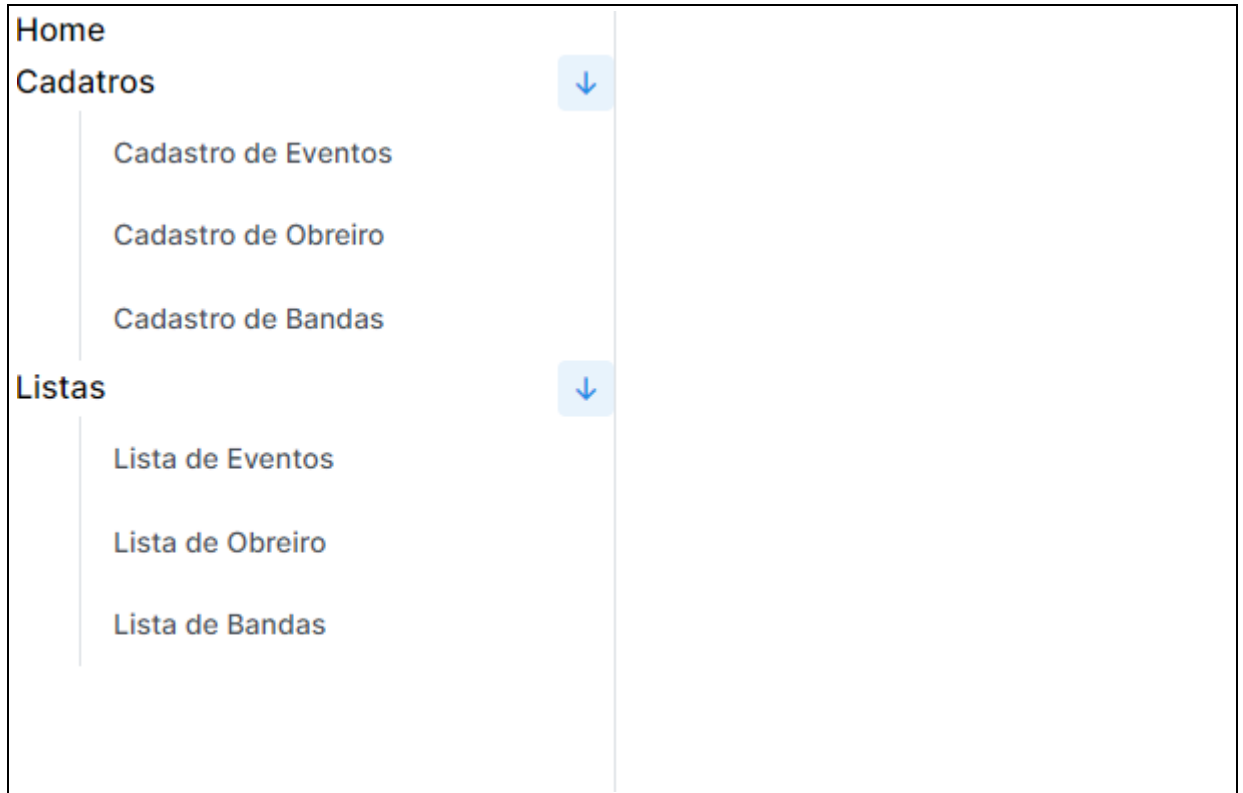 Home
Cadatros
Cadastro de Eventos
Cadastro de Obreiro
Cadastro de Bandas
Listas
Lista de Eventos
Lista de Obreiro
Lista de Bandas